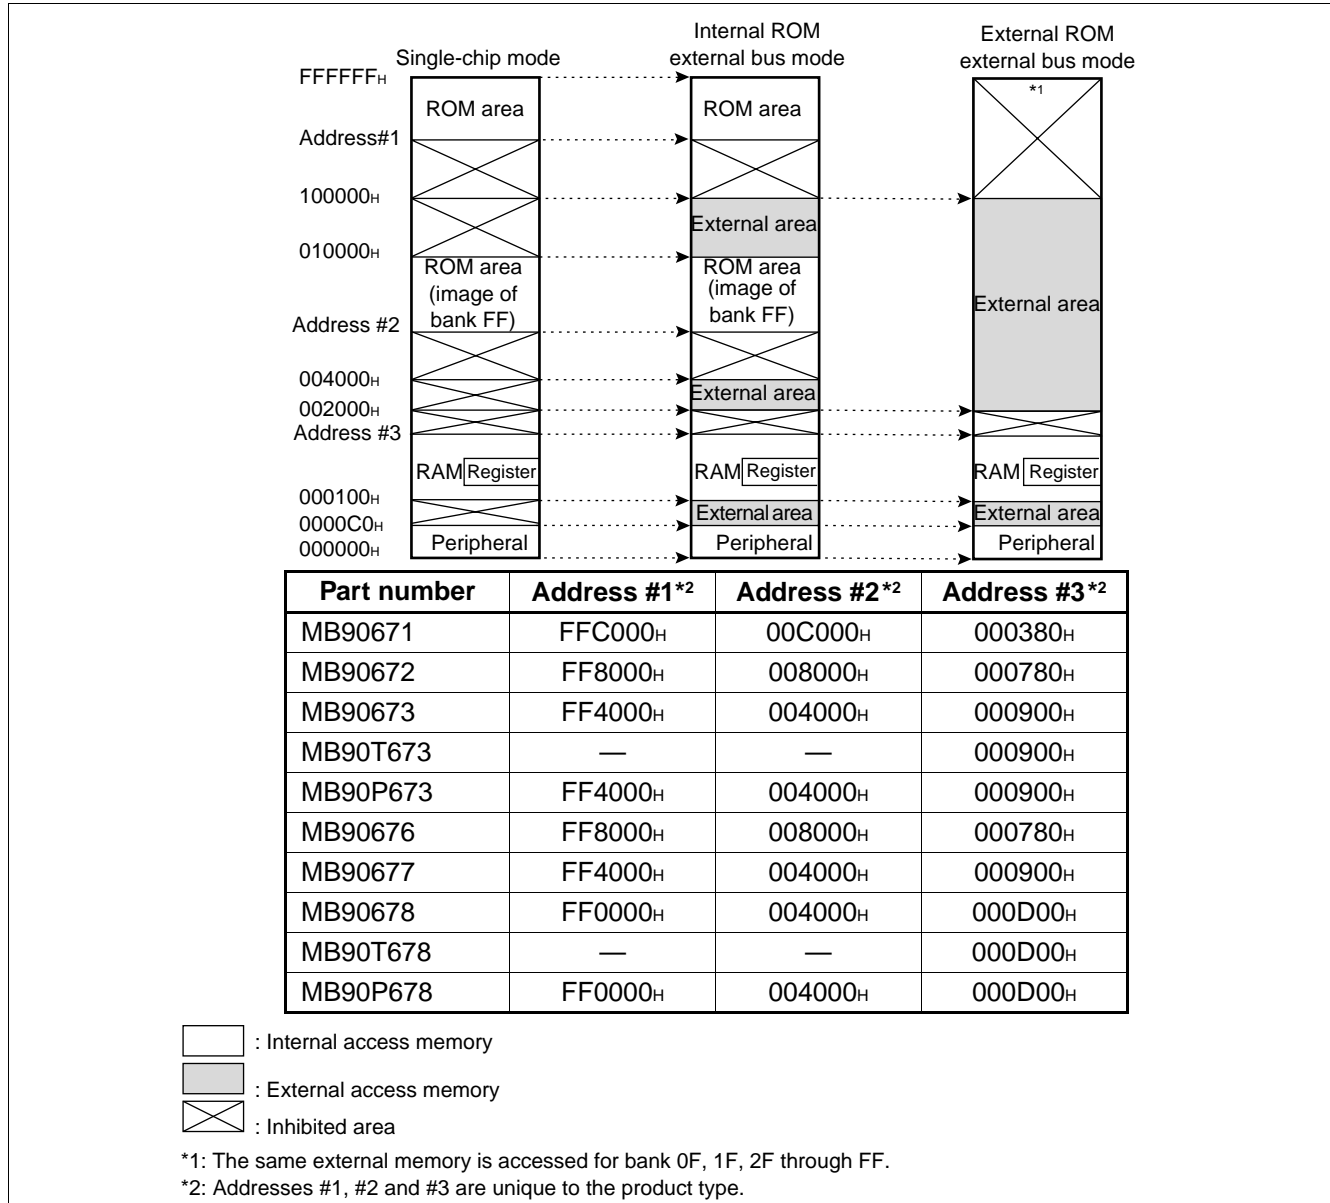 Single-chip mode
Internal ROM
external bus mode
External ROM
external bus mode
FFFFFFH
Address#1
100000H
010000H
Address #2
004000H
002000H
Address #3
000100H
0000C0H
000000H
ROM area
ROM area
(image of
bank FF)
RAM Register
Peripheral
ROM area
External area
ROM area
(image of
bank FF)
External area
RAM Register
External area
Peripheral
*1
External area
RAM Register
External area
Peripheral
Part number Address #1*2 Address #2*2 Address #3*2
MB90671 FFC000H 00C000H 000380H
MB90672 FF8000H 008000H 000780H
MB90673 FF4000H 004000H 000900H
MB90T673 — — 000900H
MB90P673 FF4000H 004000H 000900H
MB90676 FF8000H 008000H 000780H
MB90677 FF4000H 004000H 000900H
MB90678 FF0000H 004000H 000D00H
MB90T678 — — 000D00H
MB90P678 FF0000H 004000H 000D00H
: Internal access memory
: External access memory
: Inhibited area
*1: The same external memory is accessed for bank 0F, 1F, 2F through FF.
*2: Addresses #1, #2 and #3 are unique to the product type.